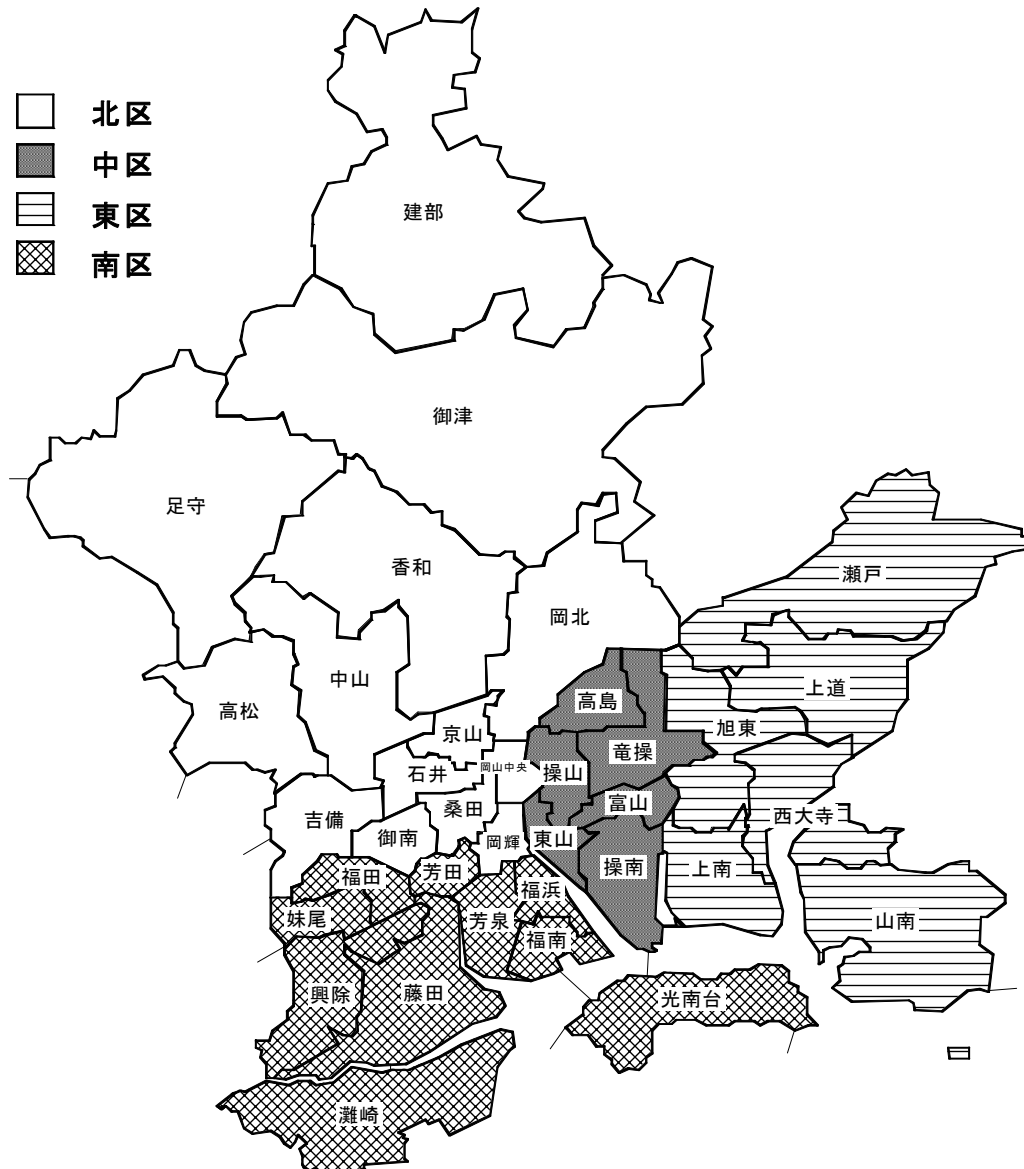 北区
中区
東区
南区
建部
御津
足守
香和
瀬戸
岡北
中山
上道
高島
高松
旭東
京山
竜操
岡山中央
石井
操山
富山
桑田
西大寺
吉備
御南
岡輝
東山
操南
上南
芳田
福田
福浜
妹尾
芳泉
山南
福南
興除
藤田
光南台
灘崎